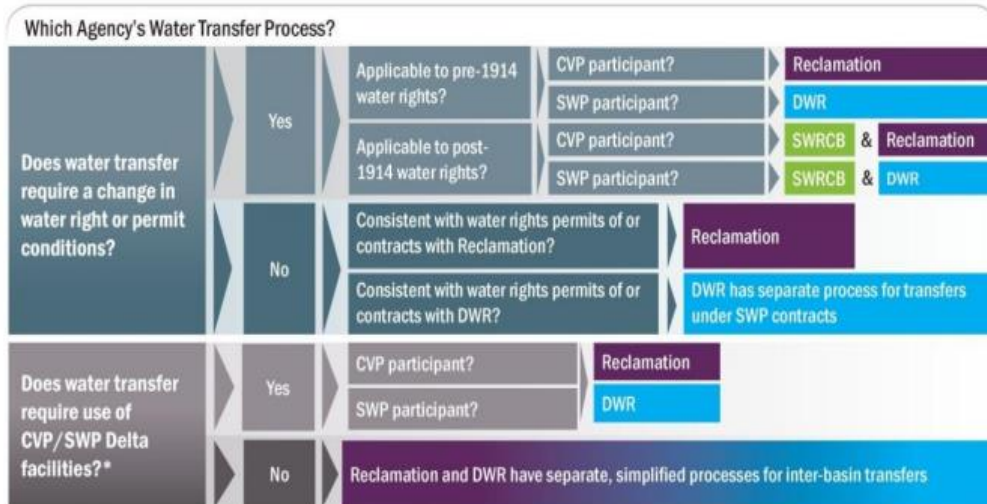 Which Agency's Water Transfer Process?
Does water transfer
require a change in
water right or permit
conditions?
Yes
Applicable to pre-1914
water rights?
CVP participant?
Reclamation
SWP participant?
DWR
Applicable to post-
1914 water rights?
CVP participant?
SWRCB & Reclamation
SWP participant?
SWRCB & DWR
No
Consistent with water rights permits of or
contracts with Reclamation?
Reclamation
Consistent with water rights permits of or
contracts with DWR?
DWR has separate process for transfers
under SWP contracts
Does water transfer
require use of
CVP/SWP Delta
facilities?*
Yes
CVP participant?
Reclamation
SWP participant?
DWR
No
Reclamation and DWR have separate, simplified processes for inter-basin transfers